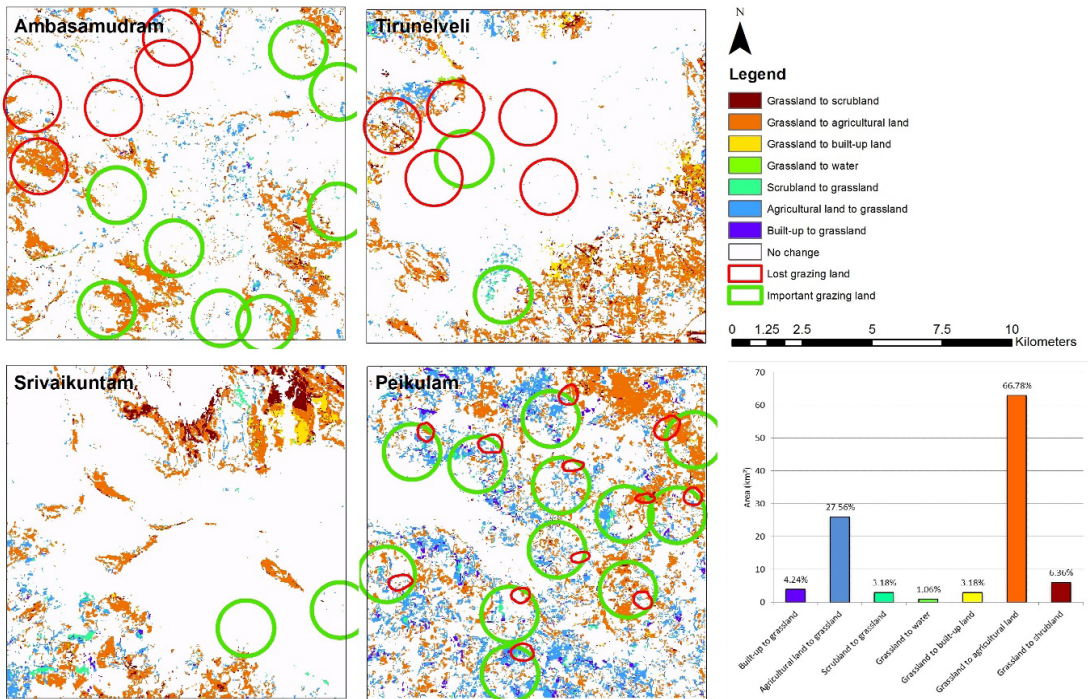 Ambasamudram
Tirunelveli
Srivaikuntam
Peikulam
N
Legend
Grassland to scrubland
Grassland to agricultural land
Grassland to built-up land
Grassland to water
Scrubland to grassland
Agricultural land to grassland
Built-up to grassland
No change
Lost grazing land
Important grazing land
0 1.25 2.5 5 7.5 10
Kilometers
Area (km²)
70
60
50
40
30
20
10
0
4.24%
27.56%
3.18%
1.06%
3.18%
66.78%
6.36%
Built-up to grassland
Agricultural land to grassland
Scrubland to grassland
Grassland to water
Grassland to built-up land
Grassland to agricultural land
Grassland to shrubland